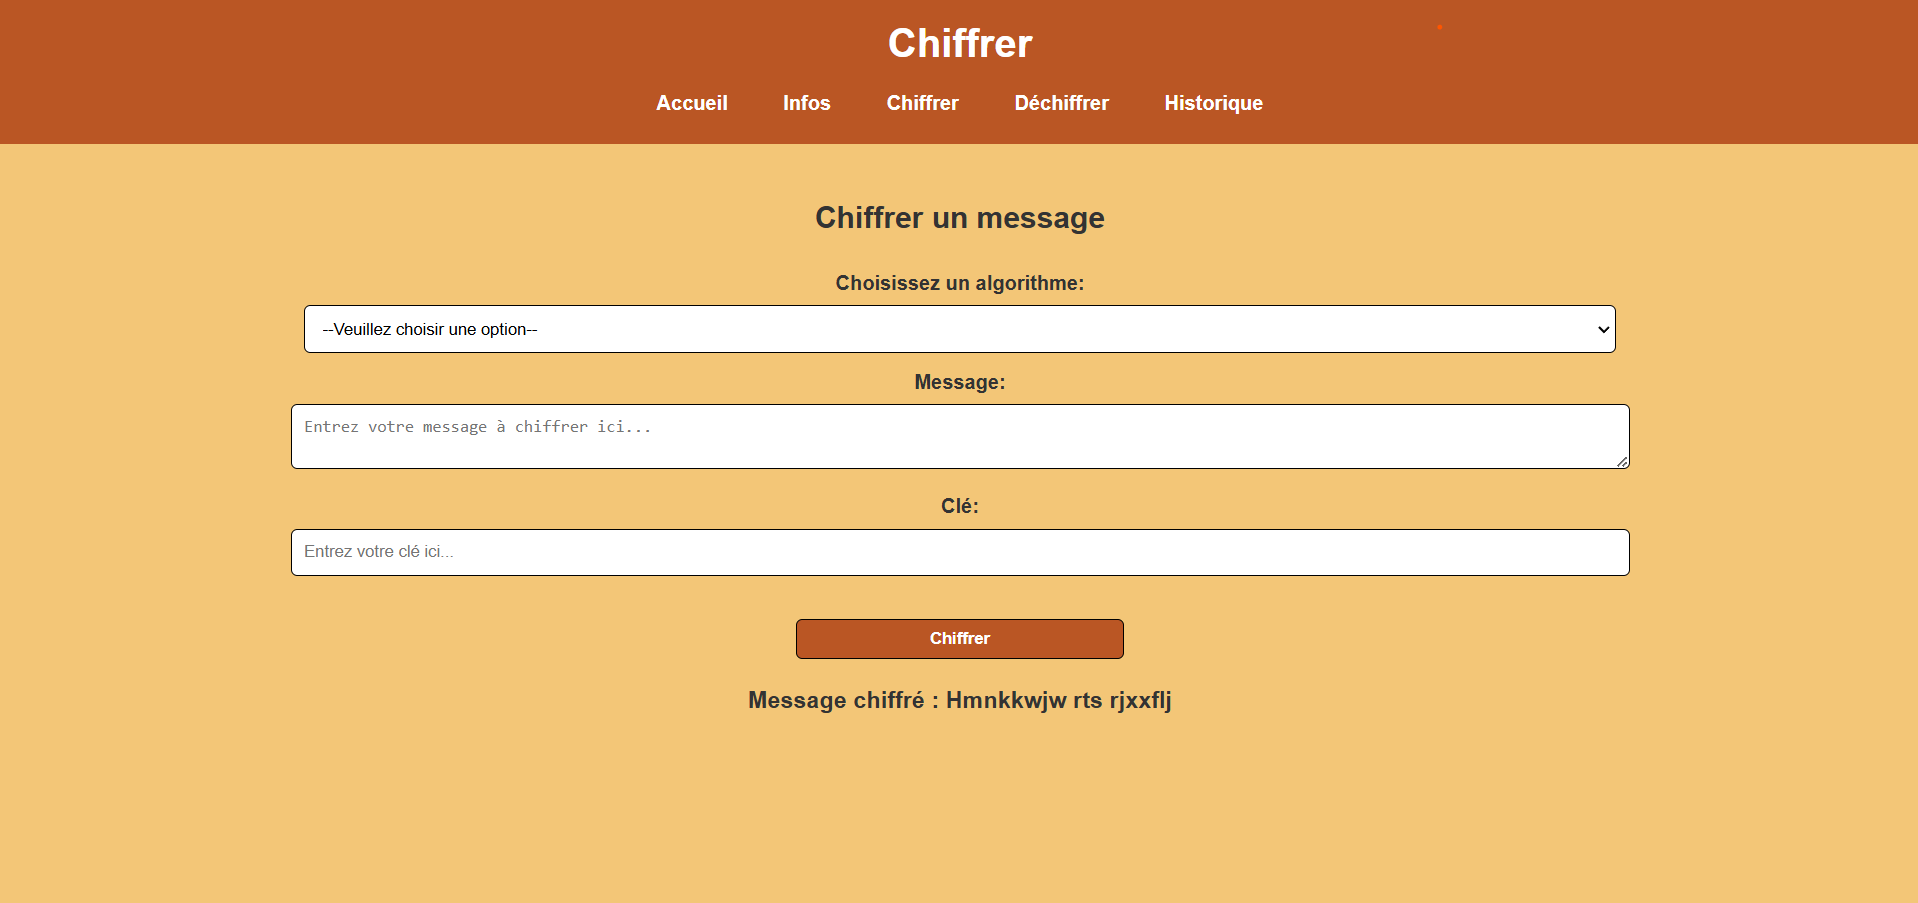 Chiffrer
Accueil Infos Chiffrer Déchiffrer Historique
Chiffrer un message
Choisissez un algorithme:
--Veuillez choisir une option--
Message:
Entrez votre message à chiffrer ici...
Clé:
Entrez votre clé ici...
Chiffrer
Message chiffré : Hmnkkwjw rts rjxxflj